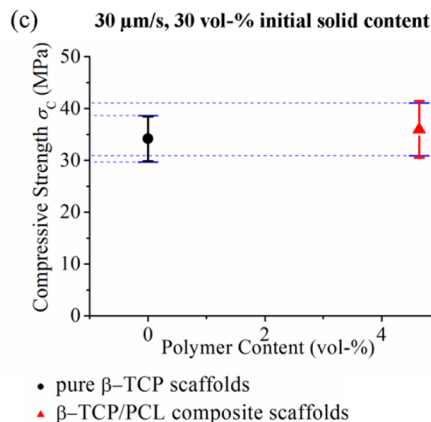 (c) 30 μm/s, 30 vol-% initial solid content
Compressive Strength σC (MPa)
50
40
30
20
10
0
0 2 4
Polymer Content (vol-%)
pure β–TCP scaffolds
β–TCP/PCL composite scaffolds